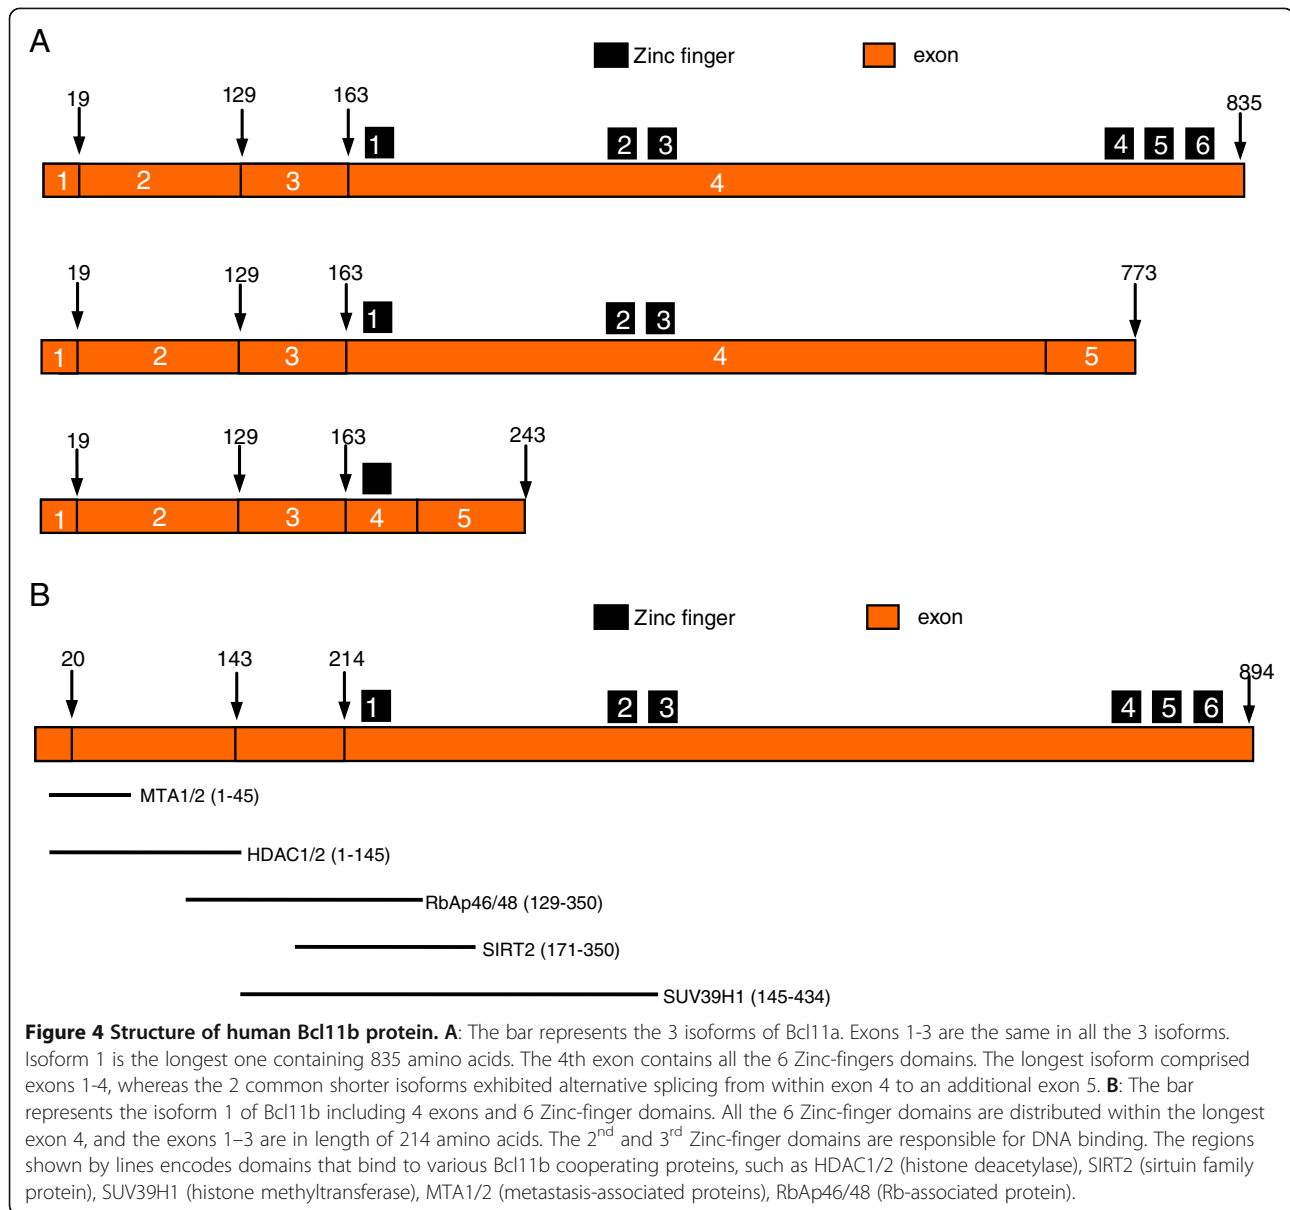 A
Zinc finger
exon
19
129
163
835
1
2
3
4
5
6
1
2
3
4
19
129
163
773
1
2
3
1
2
3
4
5
19
129
163
243
1
2
3
4
5
B
Zinc finger
exon
20
143
214
894
1
2
3
4
5
6
MTA1/2 (1-45)
HDAC1/2 (1-145)
RbAp46/48 (129-350)
SIRT2 (171-350)
SUV39H1 (145-434)
Figure 4 Structure of human Bcl11b protein. A: The bar represents the 3 isoforms of Bcl11a. Exons 1-3 are the same in all the 3 isoforms.
Isoform 1 is the longest one containing 835 amino acids. The 4th exon contains all the 6 Zinc-fingers domains. The longest isoform comprised
exons 1-4, whereas the 2 common shorter isoforms exhibited alternative splicing from within exon 4 to an additional exon 5. B: The bar
represents the isoform 1 of Bcl11b including 4 exons and 6 Zinc-finger domains. All the 6 Zinc-finger domains are distributed within the longest
exon 4, and the exons 1–3 are in length of 214 amino acids. The 2nd and 3rd Zinc-finger domains are responsible for DNA binding. The regions
shown by lines encodes domains that bind to various Bcl11b cooperating proteins, such as HDAC1/2 (histone deacetylase), SIRT2 (sirtuin family
protein), SUV39H1 (histone methyltransferase), MTA1/2 (metastasis-associated proteins), RbAp46/48 (Rb-associated protein).